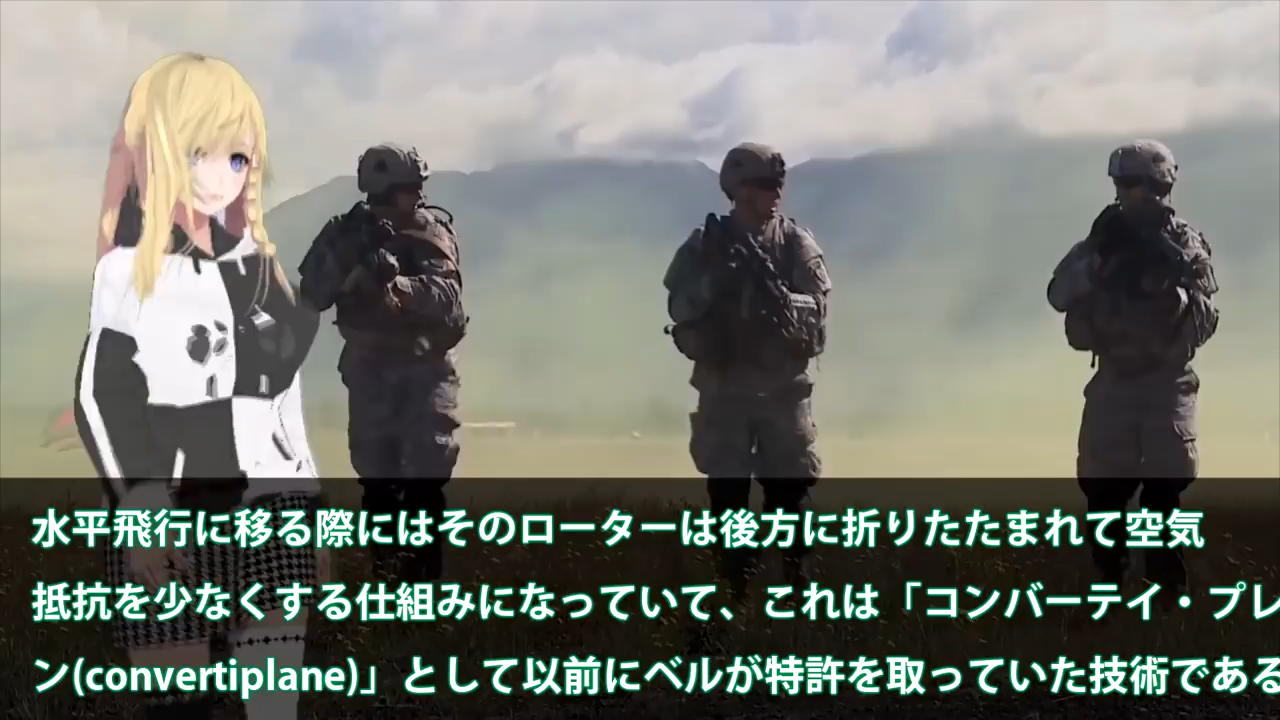 水平飛行に移る際にはそのローターは後方に折りたたまれて空気
抵抗を少なくする仕組みになっていて、これは「コンバーテイ・プレ
ン(convertiplane)」として以前にベルが特許を取っていた技術である